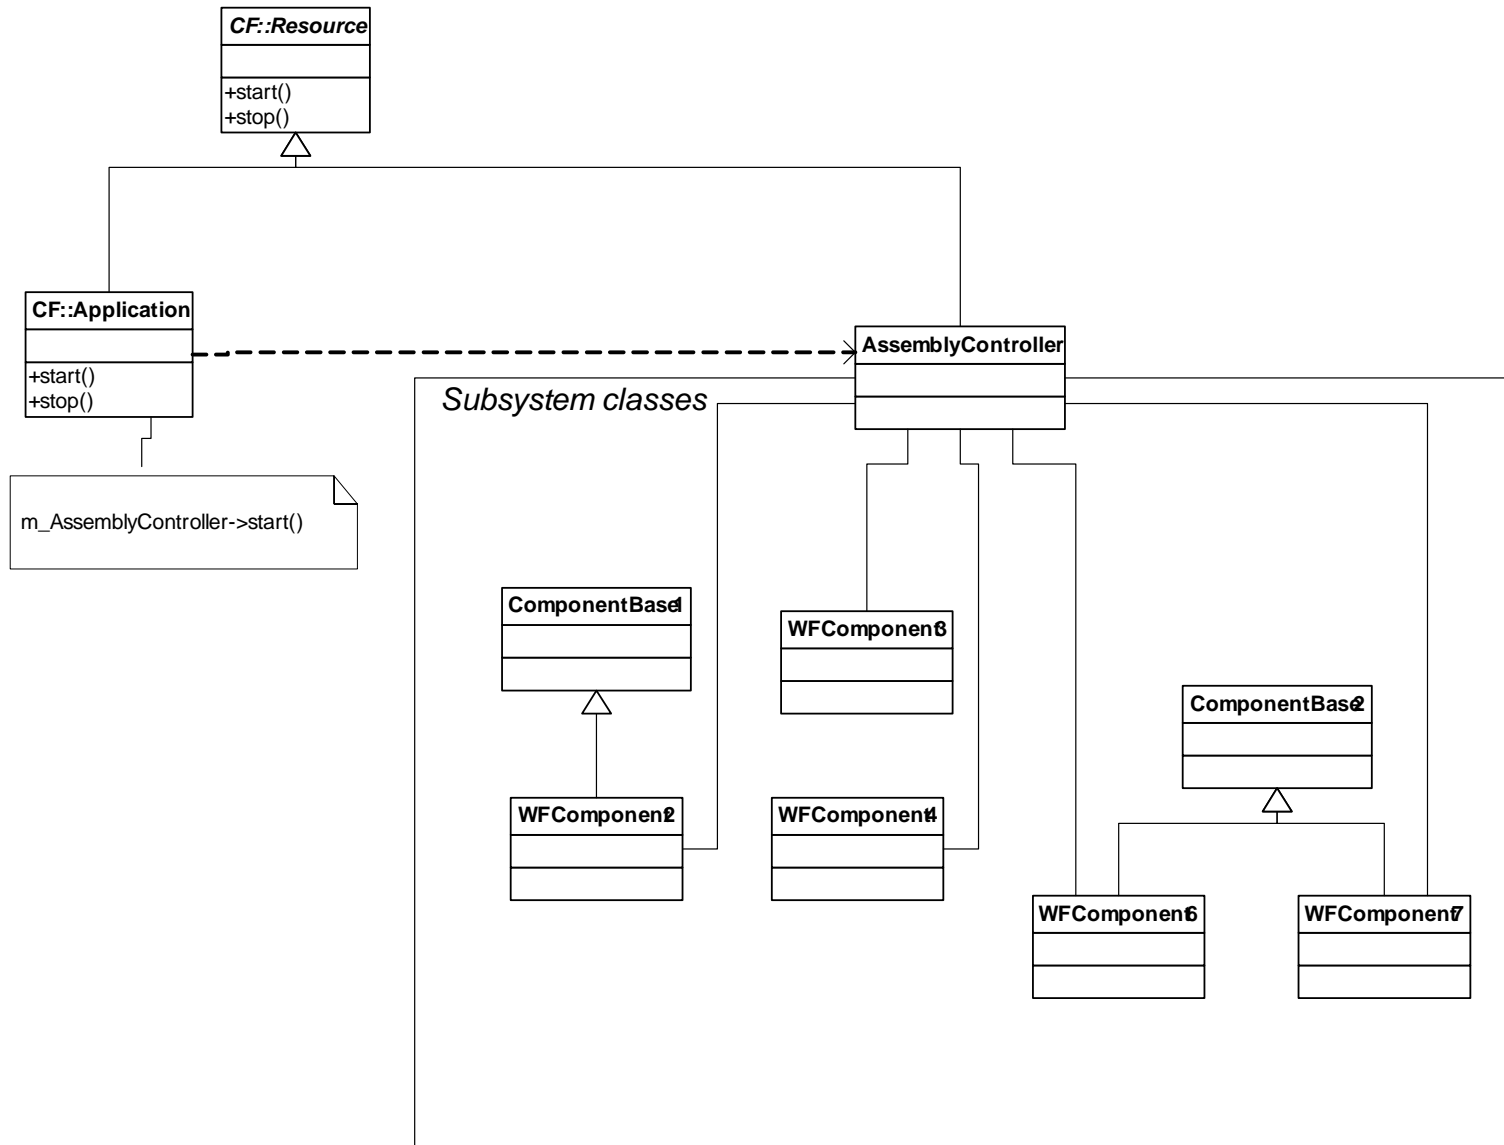 CF::Resource
+start()
+stop()
CF::Application
+start()
+stop()
AssemblyController
Subsystem classes
m_AssemblyController->start()
ComponentBase1
WFComponent3
ComponentBase2
WFComponent2
WFComponent4
WFComponent6
WFComponent7